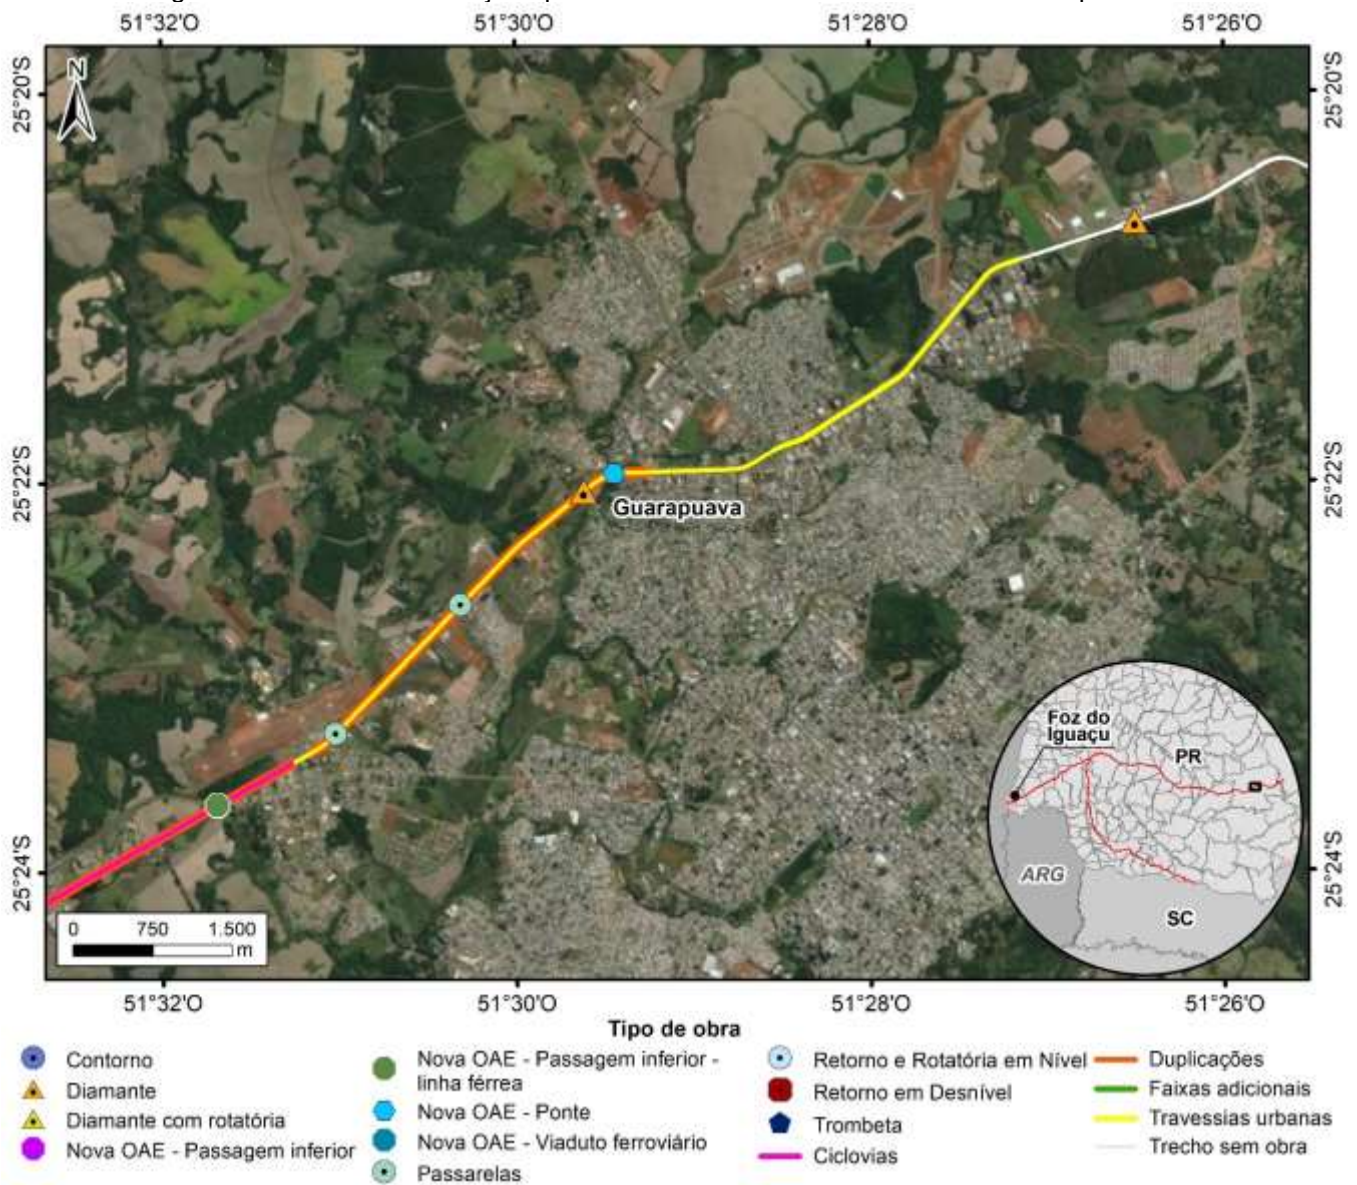 51°32'O 51°30'O 51°28'O 51°26'O
25°20'S 25°20'S
N
25°22'S 25°22'S
Guarapuava
Foz do
Iguaçu
PR
ARG
SC
25°24'S 25°24'S
0 750 1.500
m
51°32'O 51°30'O 51°28'O 51°26'O
Tipo de obra
Contorno
Diamante
Diamante com rotatória
Nova OAE - Passagem inferior
Nova OAE - Passagem inferior -
linha férrea
Nova OAE - Ponte
Nova OAE - Viaduto ferroviário
Passarelas
Retorno e Rotatória em Nível
Retorno em Desnível
Trombeta
Ciclovias
Duplicações
Faixas adicionais
Travessias urbanas
Trecho sem obra